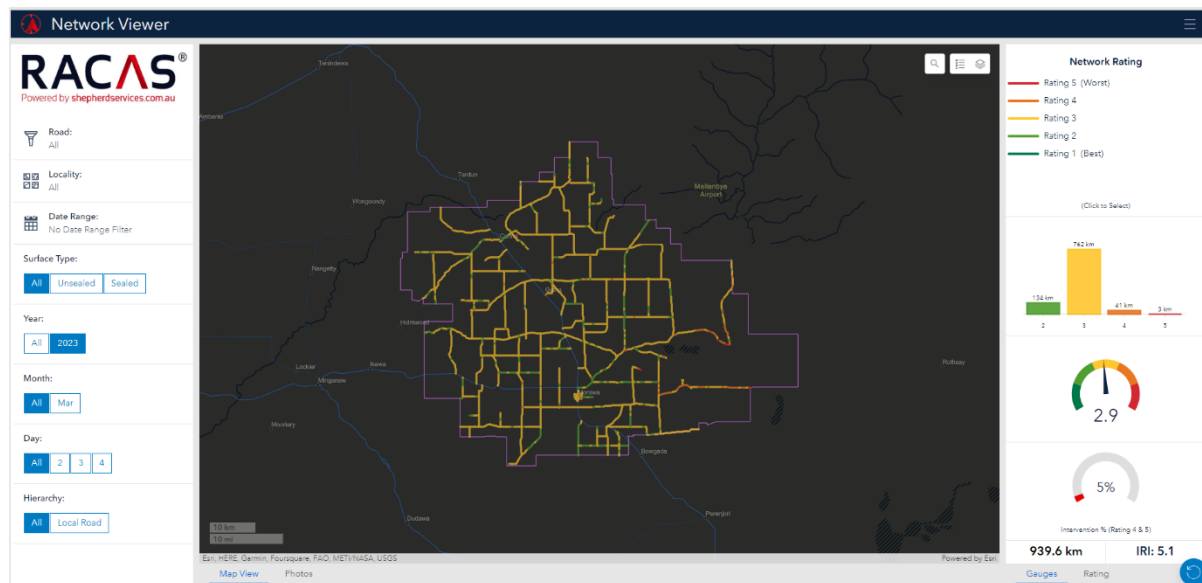 Network Viewer
RACAS®
Powered by shepherdservices.com.au
Road:
All
Locality:
All
Date Range:
No Date Range Filter
Surface Type:
All Unsealed Sealed
Year:
All 2023
Month:
All Mar
Day:
All 2 3 4
Hierarchy:
All Local Road
Tardun
Wongoondy
Mellenbye
Airport
Nangetty
Holmwood
Lockier
Ikewa
Mingenew
Mooriary
Rothsay
Bowgada
Dudawa
Perenjori
10 km
10 mi
Esri, HERE, Garmin, Foursquare, FAO, METI/NASA, USGS
Powered by Esri
Map View Photos
Network Rating
Rating 5 (Worst)
Rating 4
Rating 3
Rating 2
Rating 1 (Best)
(Click to Select)
762 km
134 km
41 km
3 km
2 3 4 5
2.9
5%
Intervention % (Rating 4 & 5)
939.6 km IRI: 5.1
Gauges Rating